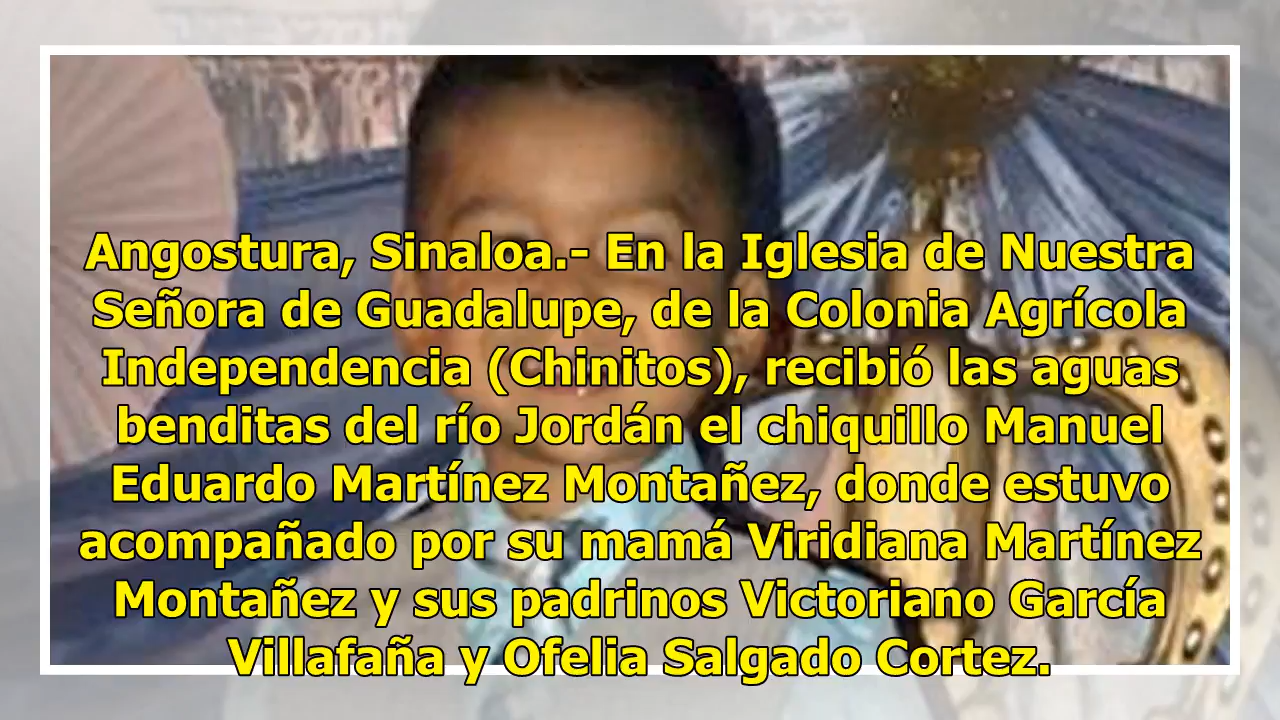 Angostura, Sinaloa.- En la Iglesia de Nuestra
Señora de Guadalupe, de la Colonia Agrícola
Independencia (Chinitos), recibió las aguas
benditas del río Jordán el chiquillo Manuel
Eduardo Martínez Montañez, donde estuvo
acompañado por su mamá Viridiana Martínez
Montañez y sus padrinos Victoriano García
Villafaña y Ofelia Salgado Cortez.